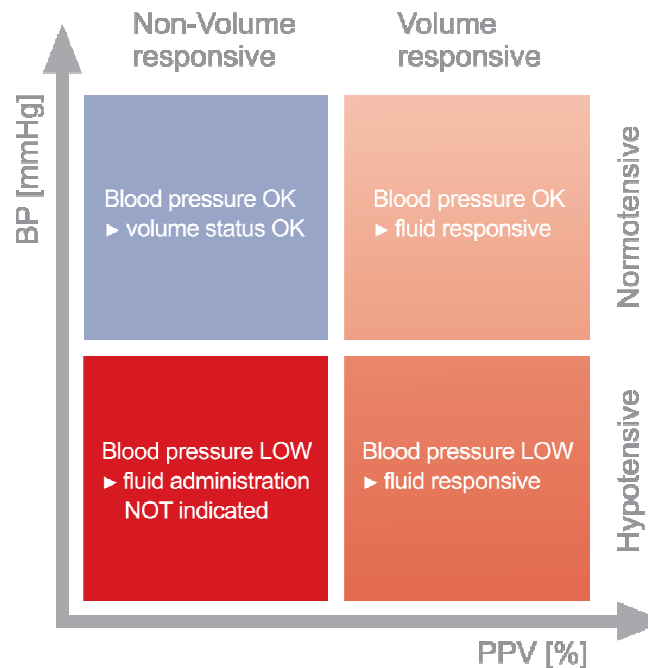 Non-Volume
responsive
Volume
responsive
BP [mmHg]
Blood pressure OK
► volume status OK
Blood pressure OK
► fluid responsive
Normotensive
Blood pressure LOW
► fluid administration
NOT indicated
Blood pressure LOW
► fluid responsive
Hypotensive
PPV [%]